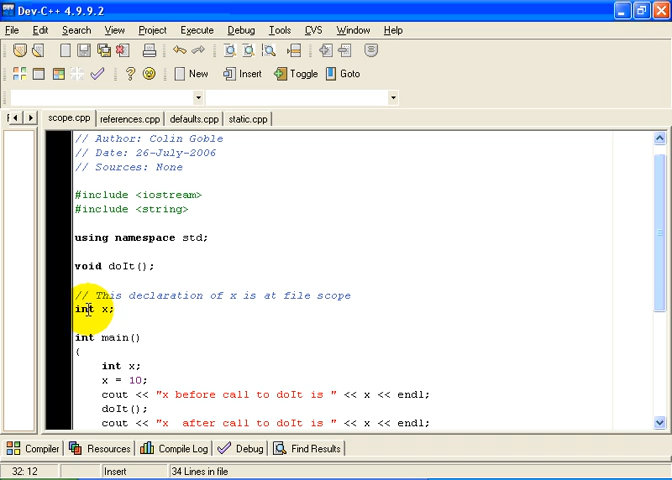 Dev-C++ 4.9.9.2
File Edit Search View Project Execute Debug Tools CVS Window Help
New Insert Toggle Goto
scope.cpp references.cpp defaults.cpp static.cpp
// Author: Colin Goble
// Date: 26-July-2006
// Sources: None
#include <iostream>
#include <string>
using namespace std;
void doIt();
// This declaration of x is at file scope
int x;
int main()
{
int x;
x = 10;
cout << "x before call to doIt is " << x << endl;
doIt();
cout << "x  after call to doIt is " << x << endl;
Compiler Resources Compile Log Debug Find Results
32: 12 Insert 34 Lines in file